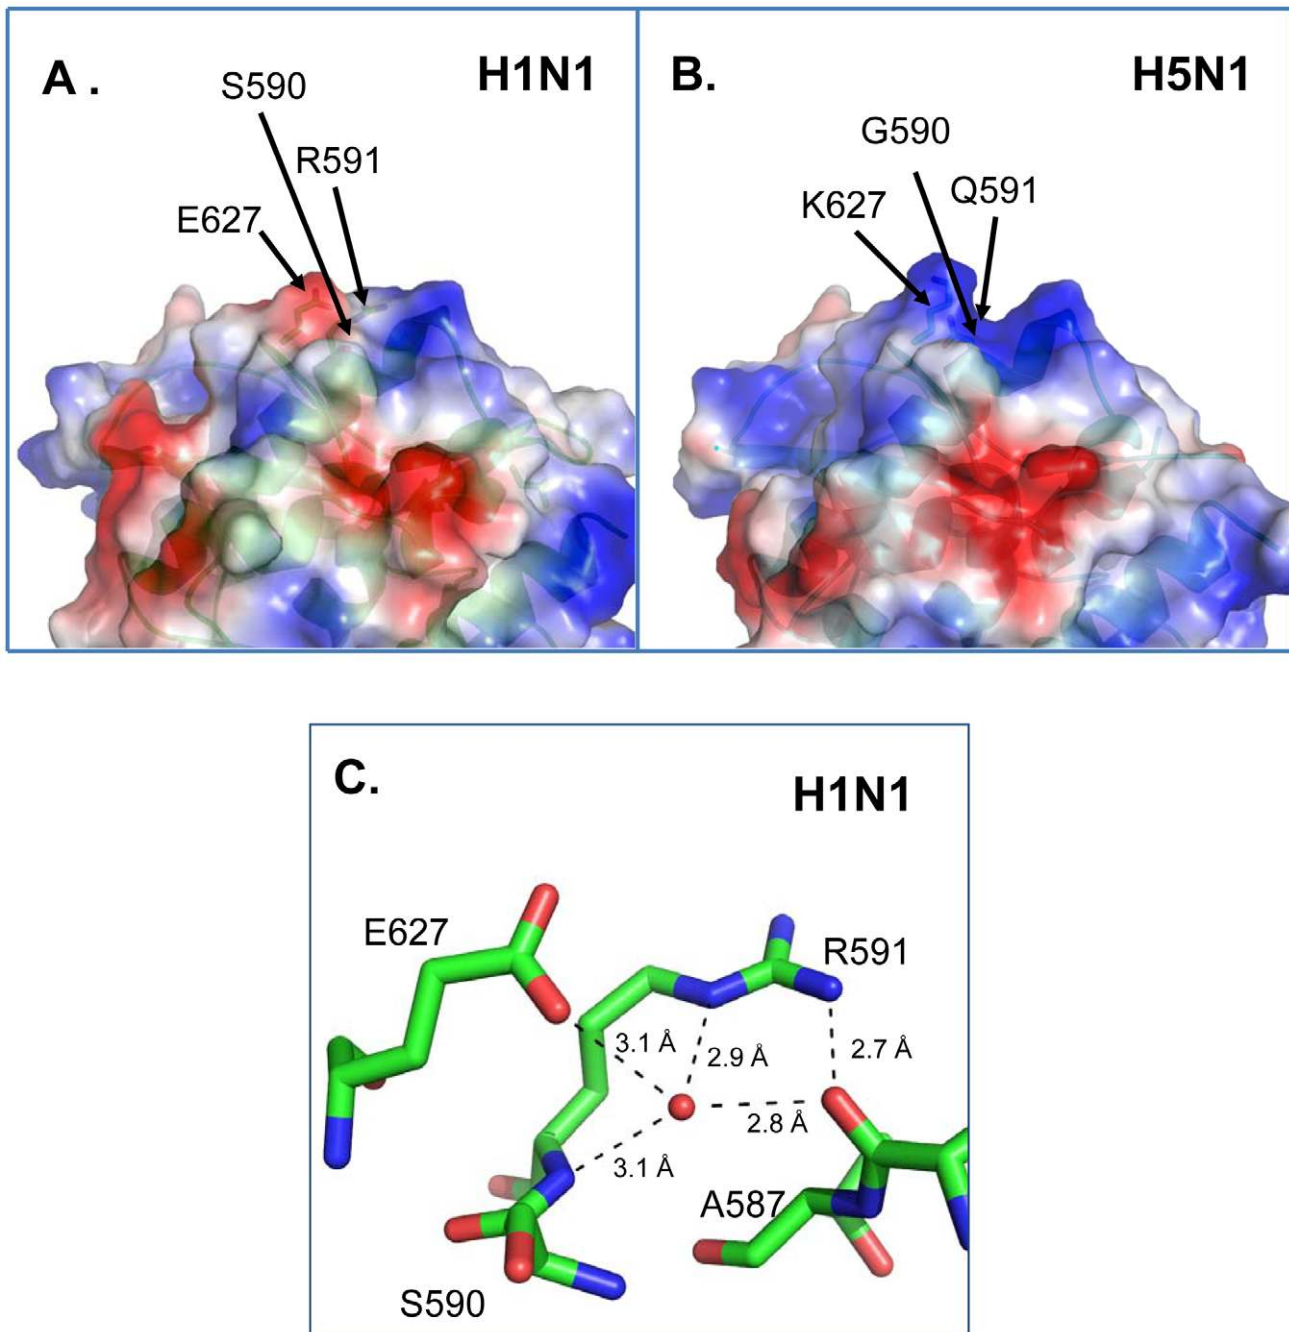 A .
H1N1
S590
R591
E627
B.
H5N1
G590
Q591
K627
C.
H1N1
E627
R591
3.1 Å
2.9 Å
2.7 Å
2.8 Å
3.1 Å
A587
S590